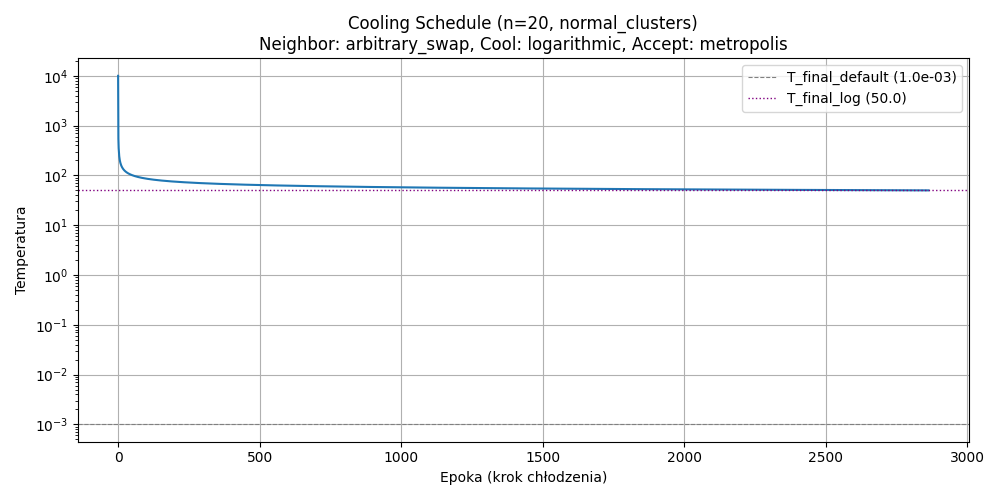 Cooling Schedule (n=20, normal_clusters)
Neighbor: arbitrary_swap, Cool: logarithmic, Accept: metropolis
T_final_default (1.0e-03)
T_final_log (50.0)
Temperatura
10⁴
10³
10²
10¹
10⁰
10⁻¹
10⁻²
10⁻³
0 500 1000 1500 2000 2500 3000
Epoka (krok chłodzenia)